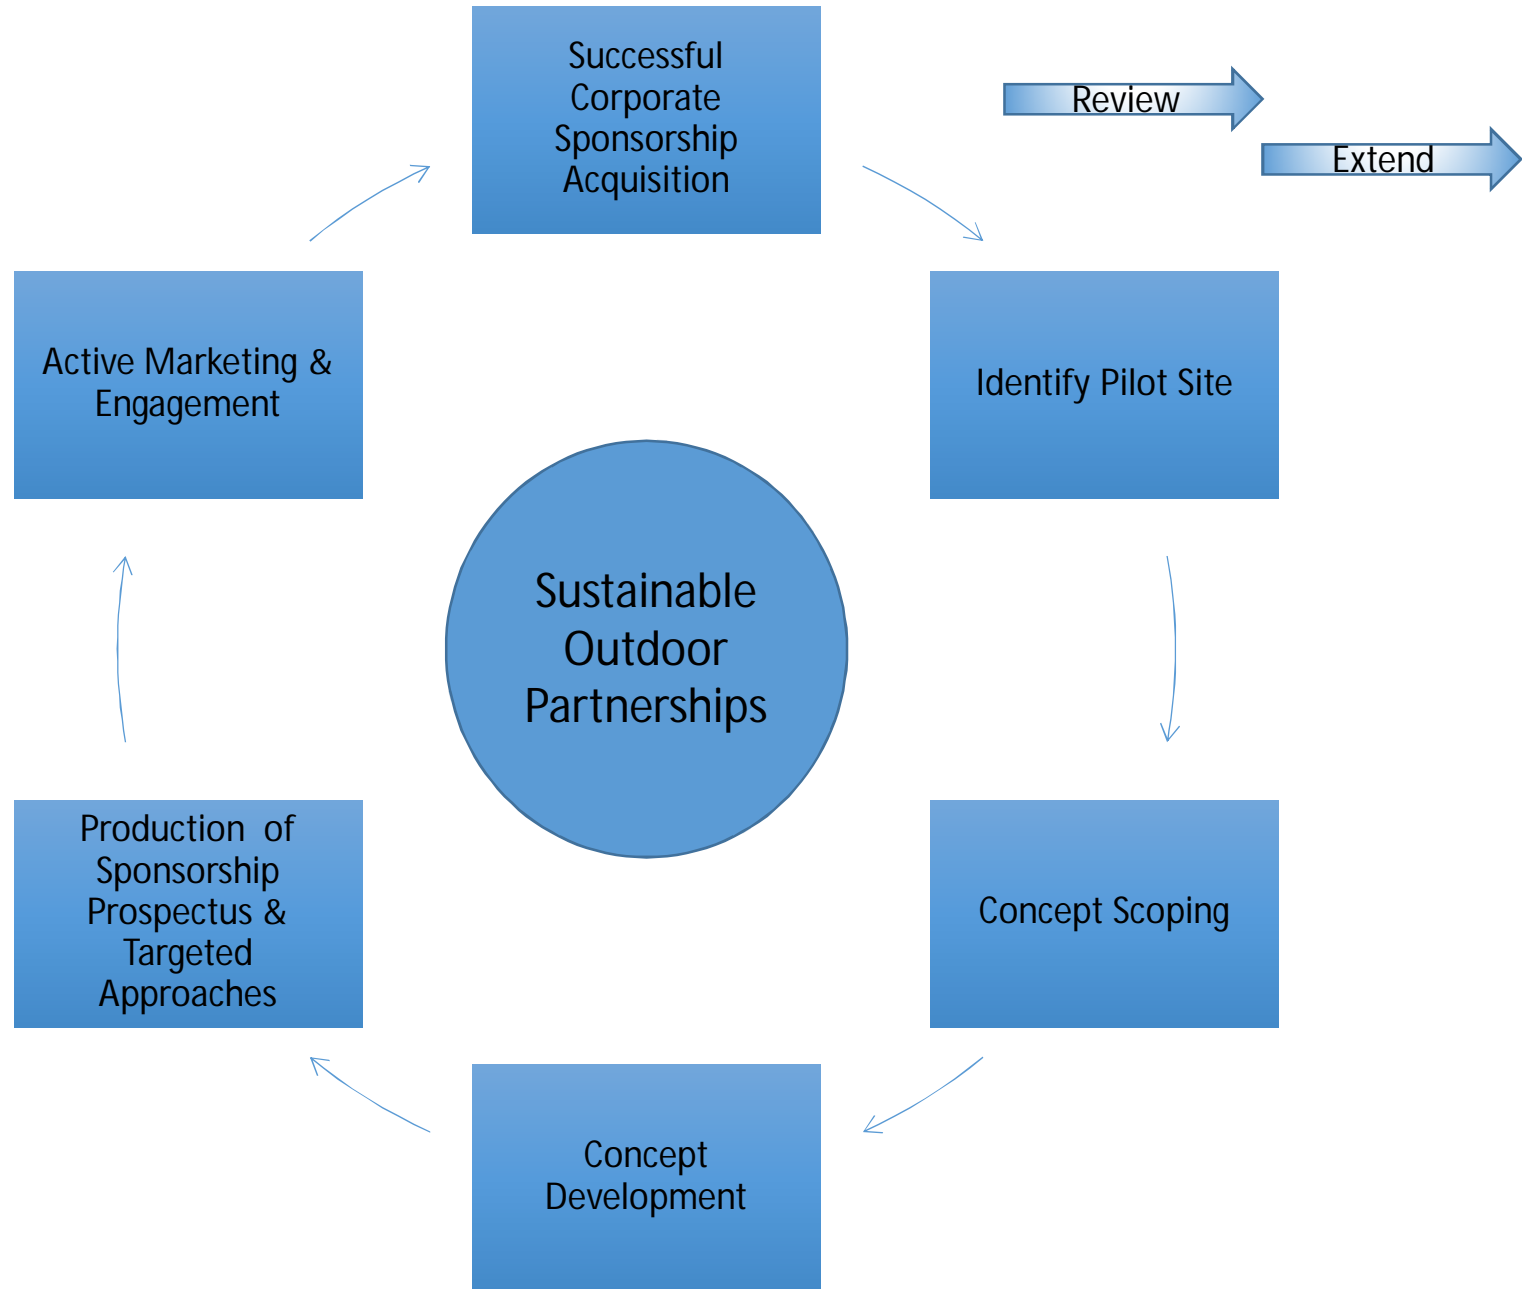 Successful
Corporate
Sponsorship
Acquisition
Review
Extend
Active Marketing &
Engagement
Identify Pilot Site
Sustainable
Outdoor
Partnerships
Production  of
Sponsorship
Prospectus &
Targeted
Approaches
Concept Scoping
Concept
Development